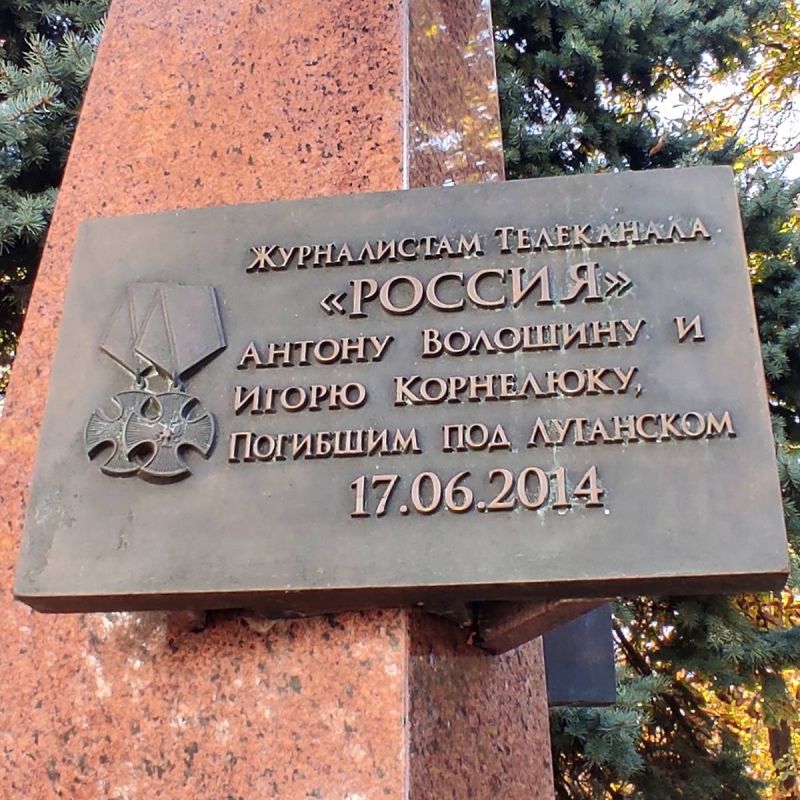 Журналистам Телеканала
«РОССИЯ»
Антону Волошину и
Игорю Корнелюку,
Погибшим под Луганском
17.06.2014